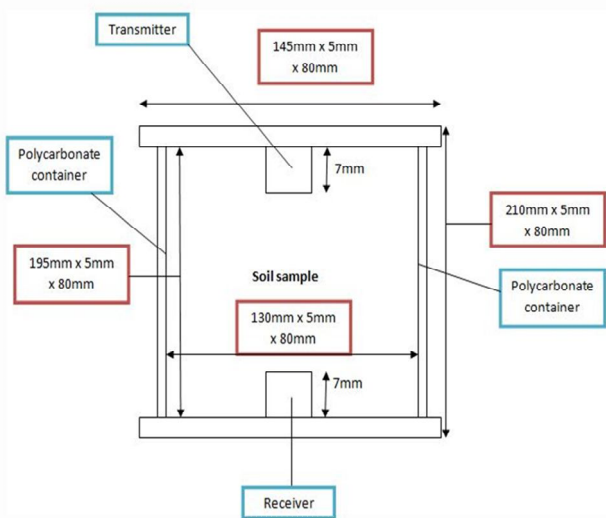 Transmitter
145mm x 5mm
x 80mm
Polycarbonate
container
7mm
210mm x 5mm
x 80mm
195mm x 5mm
x 80mm
Soil sample
Polycarbonate
container
130mm x 5mm
x 80mm
7mm
Receiver